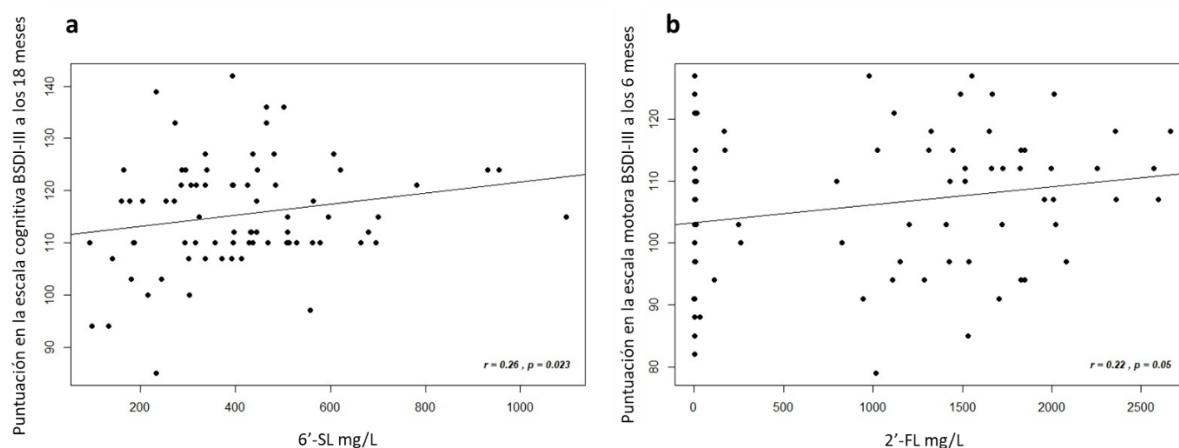 a
Puntuación en la escala cognitiva BSDI-III a los 18 meses
140
130
120
110
100
90
r = 0.26 , p = 0.023
200 400 600 800 1000
6’-SL mg/L
b
Puntuación en la escala motora BSDI-III a los 6 meses
120
110
100
90
80
r = 0.22 , p = 0.05
0 500 1000 1500 2000 2500
2’-FL mg/L